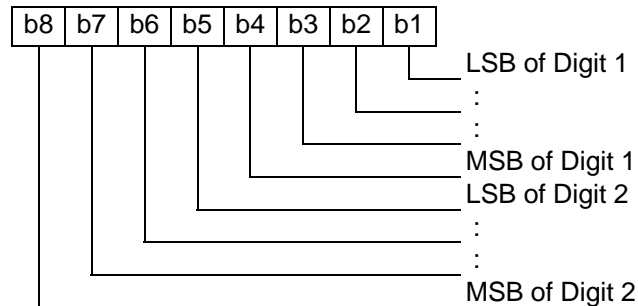 b8 b7 b6 b5 b4 b3 b2 b1
LSB of Digit 1
:
:
MSB of Digit 1
LSB of Digit 2
:
:
MSB of Digit 2